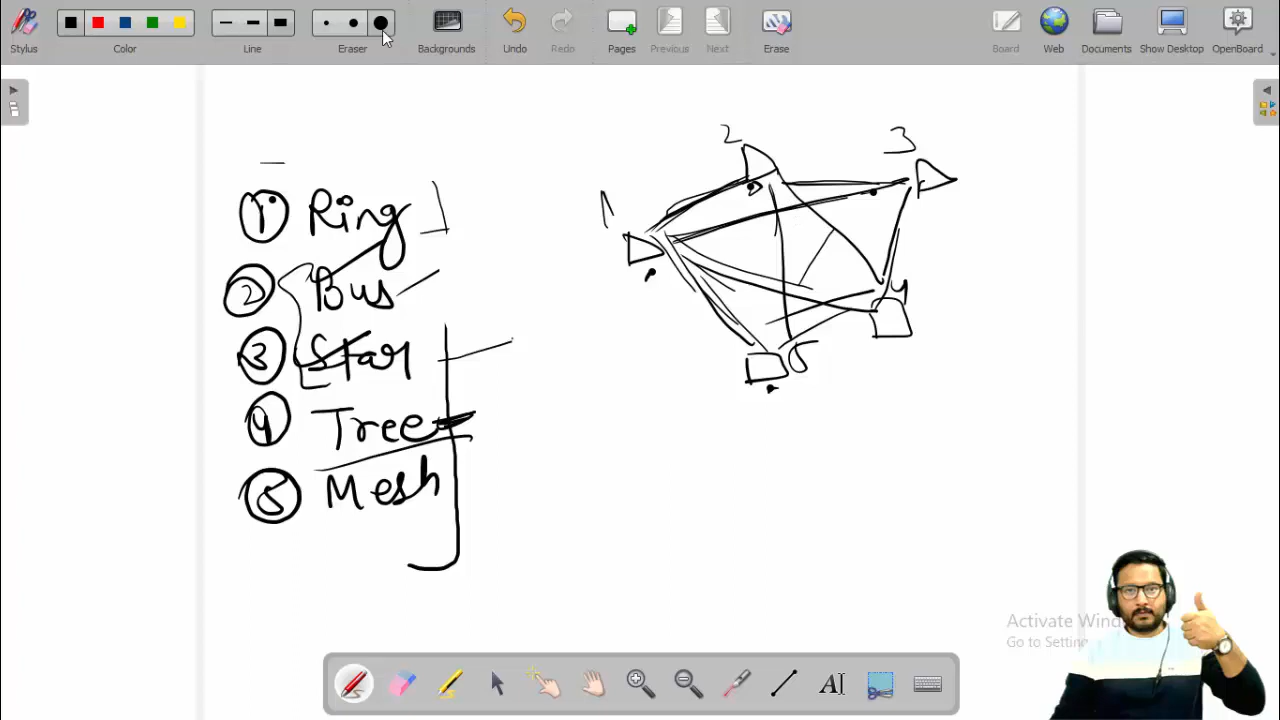 Stylus Color Line Eraser Backgrounds Undo Redo Pages Previous Next Erase Board Web Documents Show Desktop OpenBoard
2
3
1
① Ring
② Bus
4
③ Star
5
④ Tree
⑤ Mesh
Activate Wind
Go to Settin